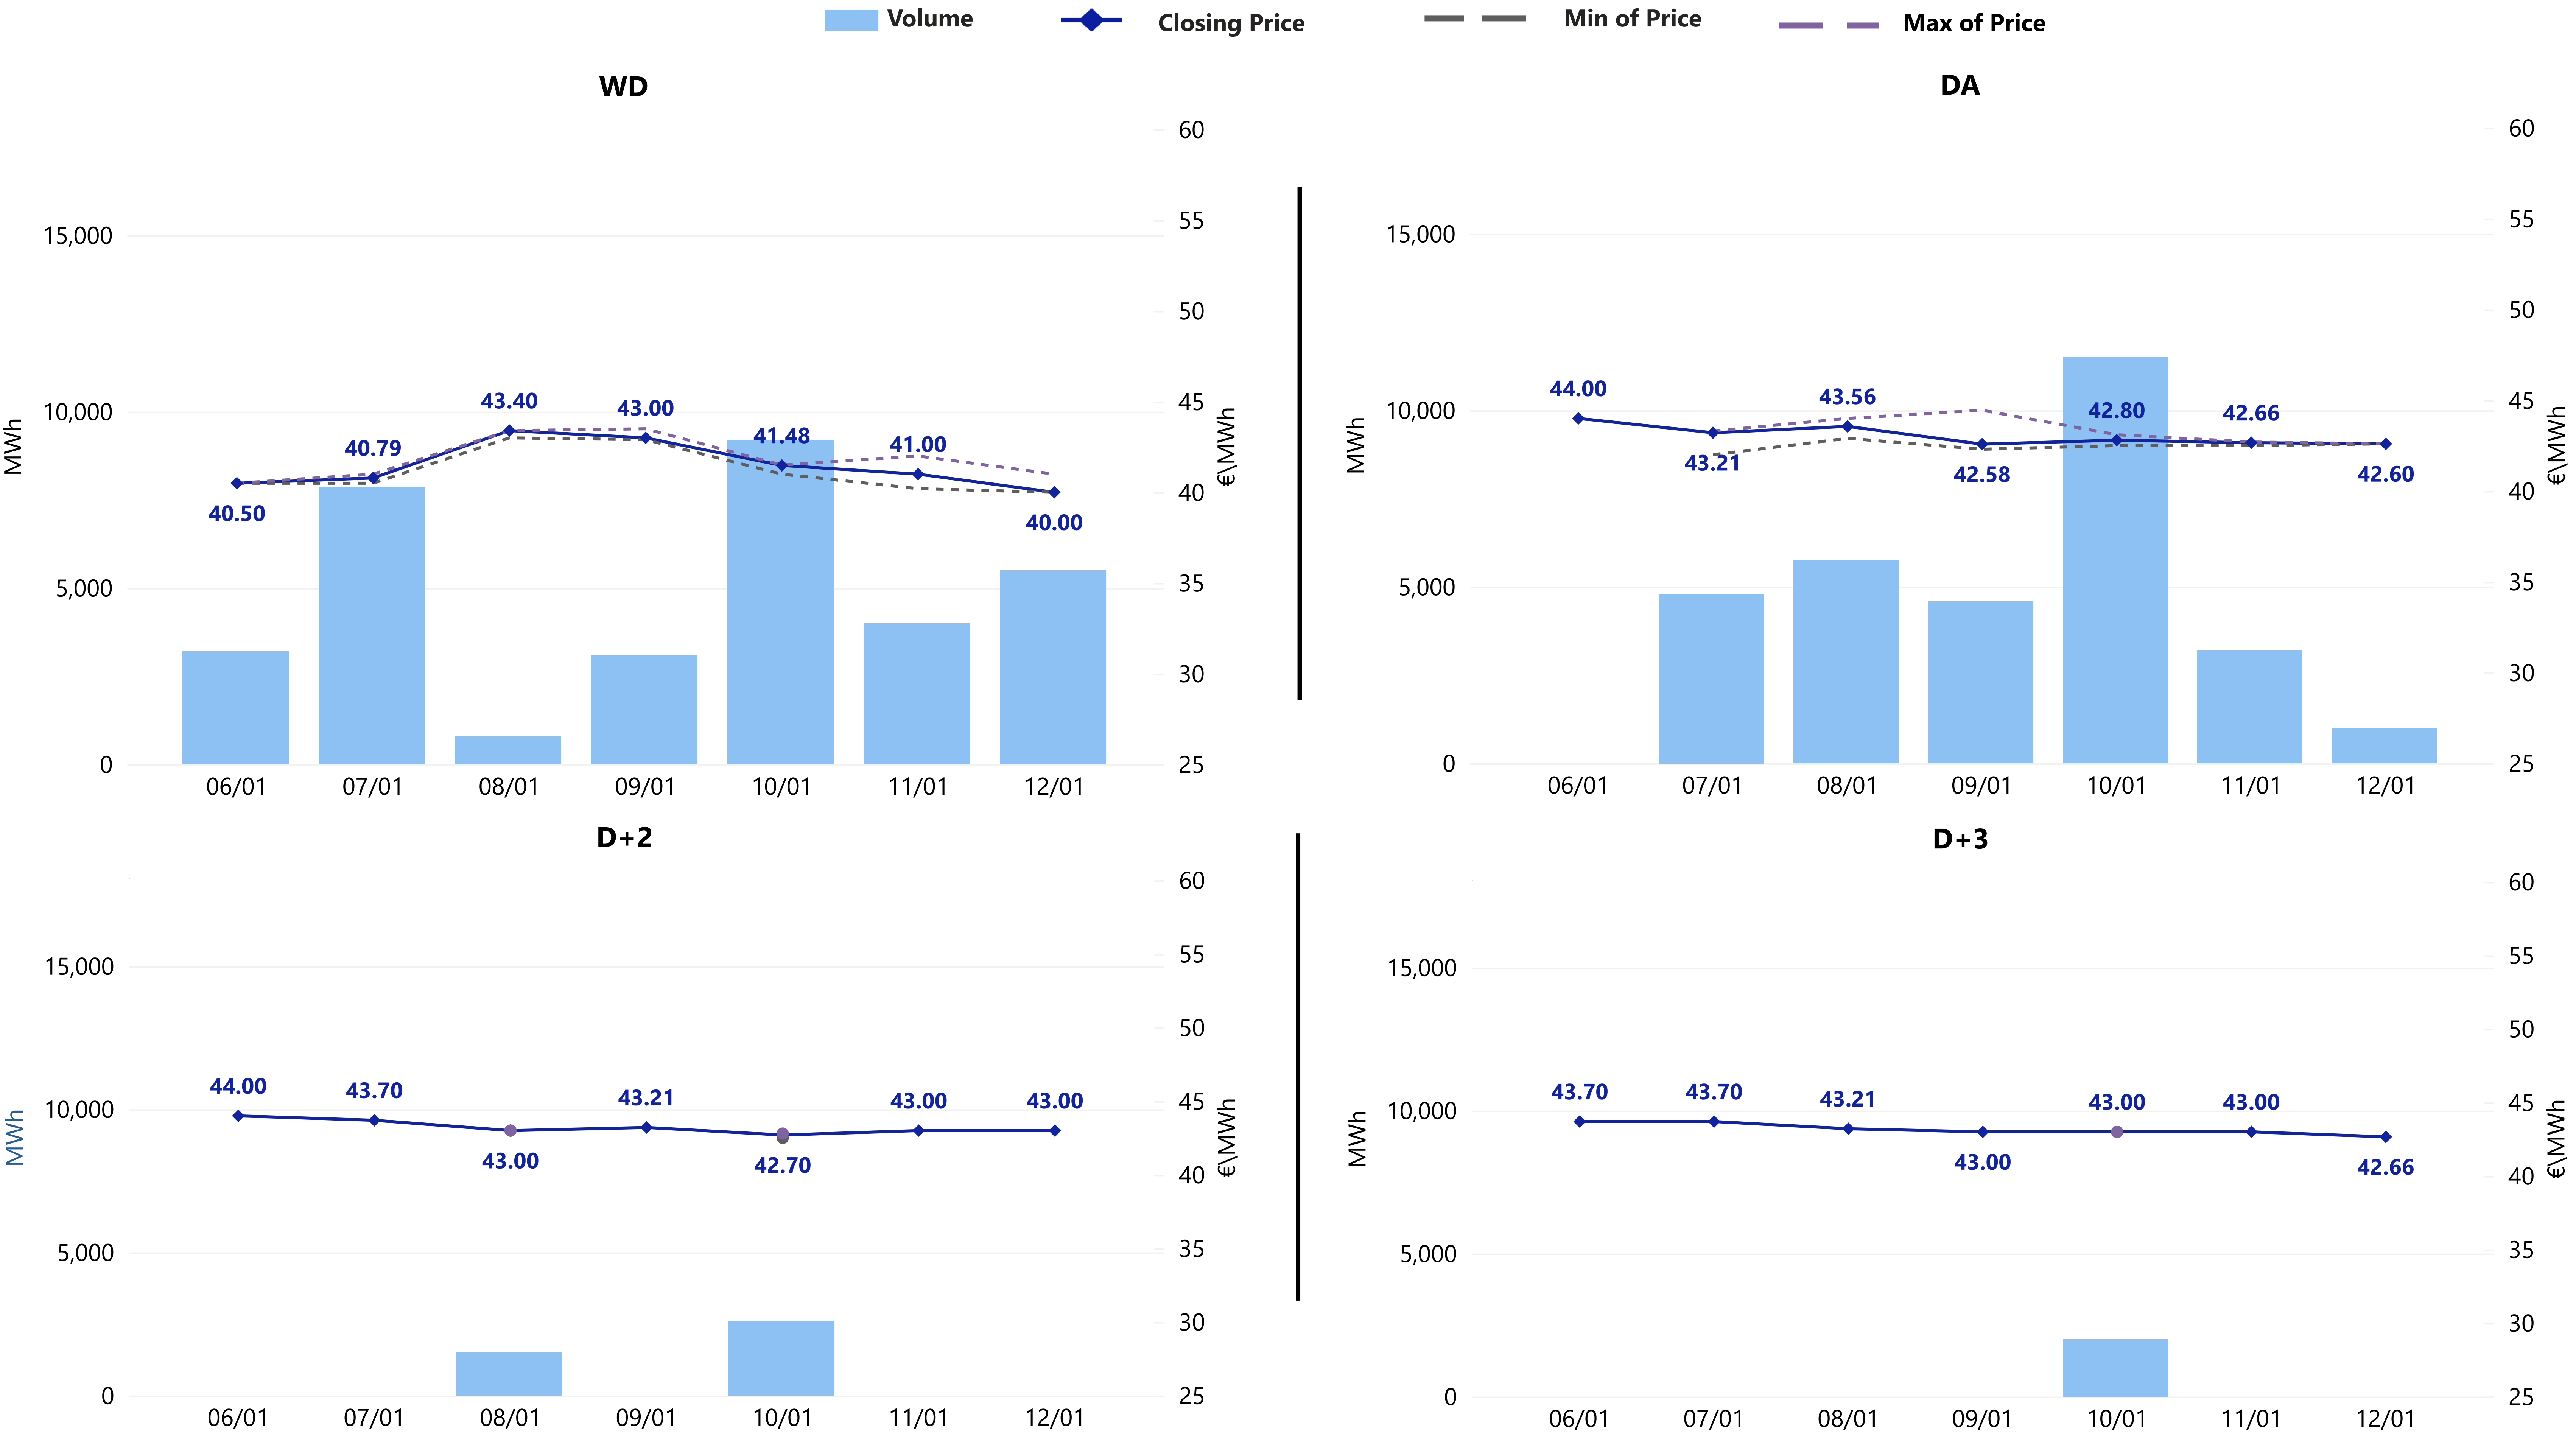 Volume Closing Price Min of Price Max of Price
WD
60
55
15,000
50
43.40 43.00 45
10,000 40.79 41.48 41.00
MWh €\MWh
40
40.50 40.00
5,000 35
30
0 25
06/01 07/01 08/01 09/01 10/01 11/01 12/01
DA
60
55
15,000
50
44.00 43.56 45
10,000 42.80 42.66
MWh €\MWh
43.21 42.58 42.60
40
5,000 35
30
0 25
06/01 07/01 08/01 09/01 10/01 11/01 12/01
D+2
60
55
15,000
50
44.00 43.70 43.21 43.00 43.00
10,000 45
MWh €\MWh
43.00 42.70
40
5,000 35
30
0 25
06/01 07/01 08/01 09/01 10/01 11/01 12/01
D+3
60
55
15,000
50
43.70 43.70 43.21 43.00 43.00
10,000 45
MWh €\MWh
43.00 42.66
40
5,000 35
30
0 25
06/01 07/01 08/01 09/01 10/01 11/01 12/01